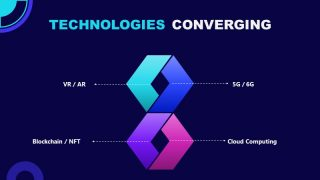 TECHNOLOGIES CONVERGING
VR / AR
5G / 6G
Blockchain / NFT
Cloud Computing